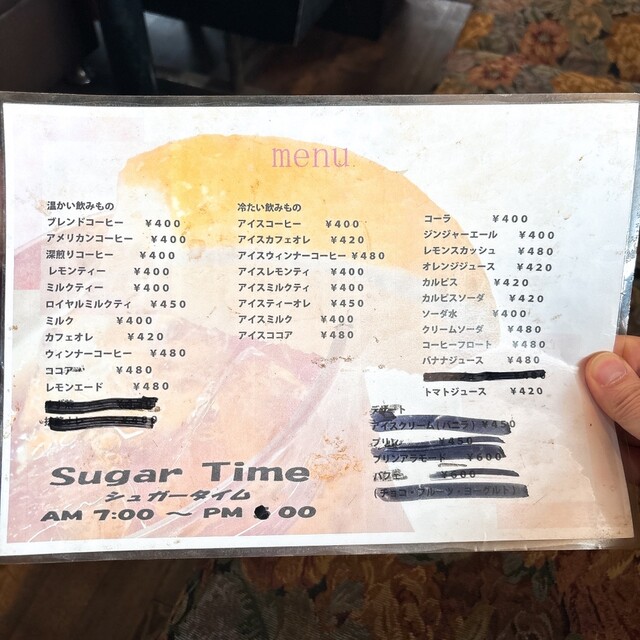 menu
温かい飲みもの
ブレンドコーヒー ¥400
アメリカンコーヒー ¥400
深煎りコーヒー ¥400
レモンティー ¥400
ミルクティー ¥400
ロイヤルミルクティ ¥450
ミルク ¥400
カフェオレ ¥420
ウィンナーコーヒー ¥480
ココア ¥480
レモンエード ¥480
冷たい飲みもの
アイスコーヒー ¥400
アイスカフェオレ ¥420
アイスウィンナーコーヒー ¥480
アイスレモンティ ¥400
アイスミルクティ ¥400
アイスティーオレ ¥450
アイスミルク ¥400
アイスココア ¥480
コーラ ¥400
ジンジャーエール ¥400
レモンスカッシュ ¥480
オレンジジュース ¥420
カルピス ¥420
カルピスソーダ ¥420
ソーダ水 ¥400
クリームソーダ ¥480
コーヒーフロート ¥480
バナナジュース ¥480
トマトジュース ¥420
アイスクリーム(バニラ) ¥450
プリン ¥450
プリンアラモード ¥600
(チョコ・フルーツ・ヨーグルト)
Sugar Time
シュガータイム
AM 7:00 ～ PM 00